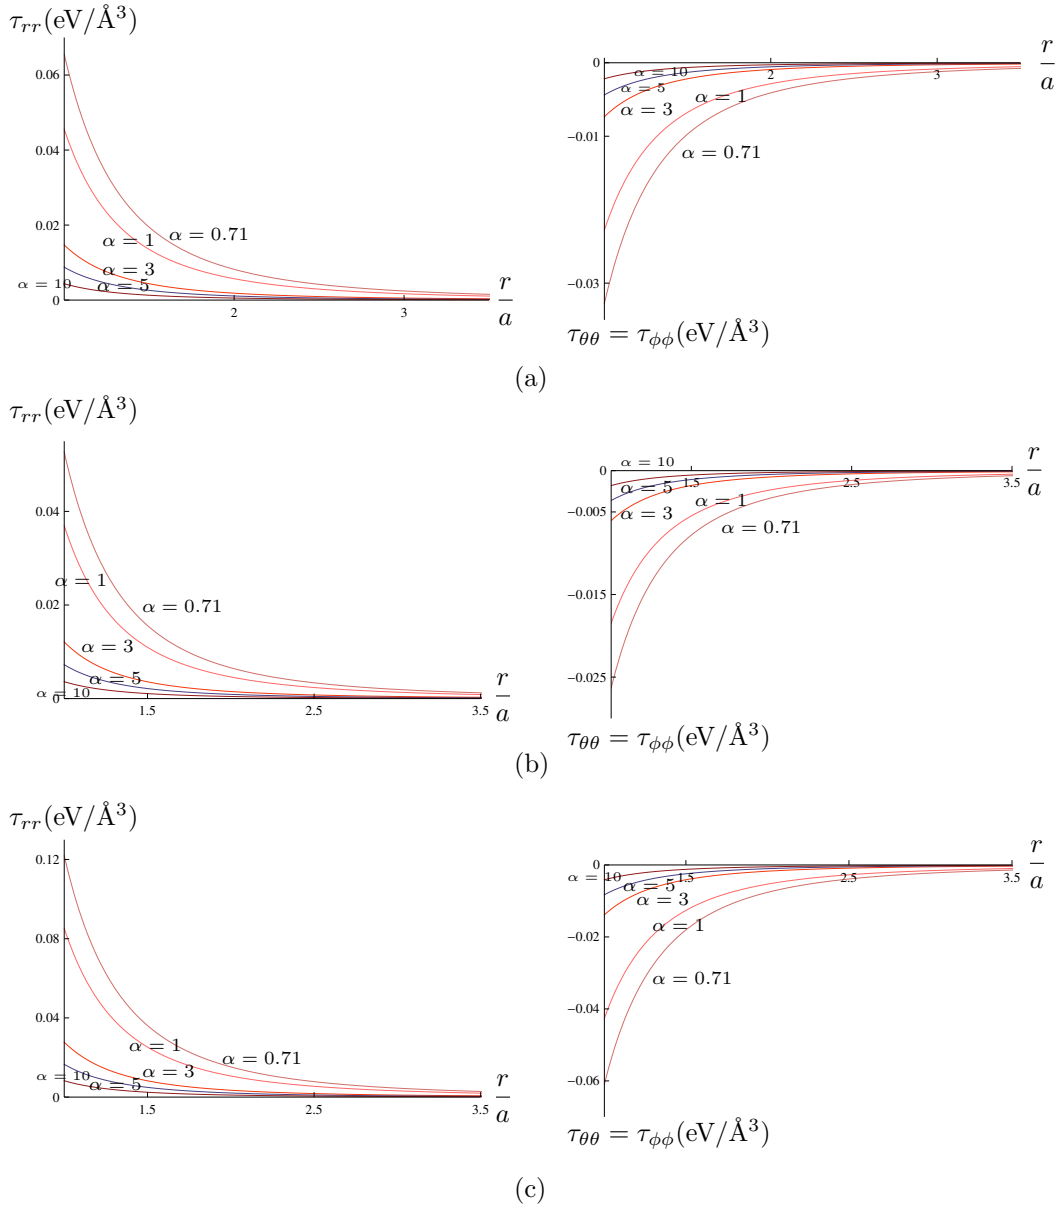 τrr(eV/Å³)
0.06
0.04
0.02
0
α = 0.71
α = 1
α = 3
α = 5
α = 10
2
3
r/a
0
−0.01
−0.03
α = 10
α = 5
α = 3
α = 1
α = 0.71
2
3
r/a
τθθ = τϕϕ(eV/Å³)
(a)
τrr(eV/Å³)
0.04
0.02
0
α = 1
α = 0.71
α = 3
α = 5
α = 10
1.5
2.5
3.5
r/a
0
−0.005
−0.015
−0.025
α = 10
α = 5
α = 3
α = 1
α = 0.71
1.5
2.5
3.5
r/a
τθθ = τϕϕ(eV/Å³)
(b)
τrr(eV/Å³)
0.12
0.08
0.04
0
α = 1
α = 0.71
α = 3
α = 10
α = 5
1.5
2.5
3.5
r/a
0
−0.02
−0.04
−0.06
α = 10
α = 5
α = 3
α = 1
α = 0.71
1.5
2.5
3.5
r/a
τθθ = τϕϕ(eV/Å³)
(c)